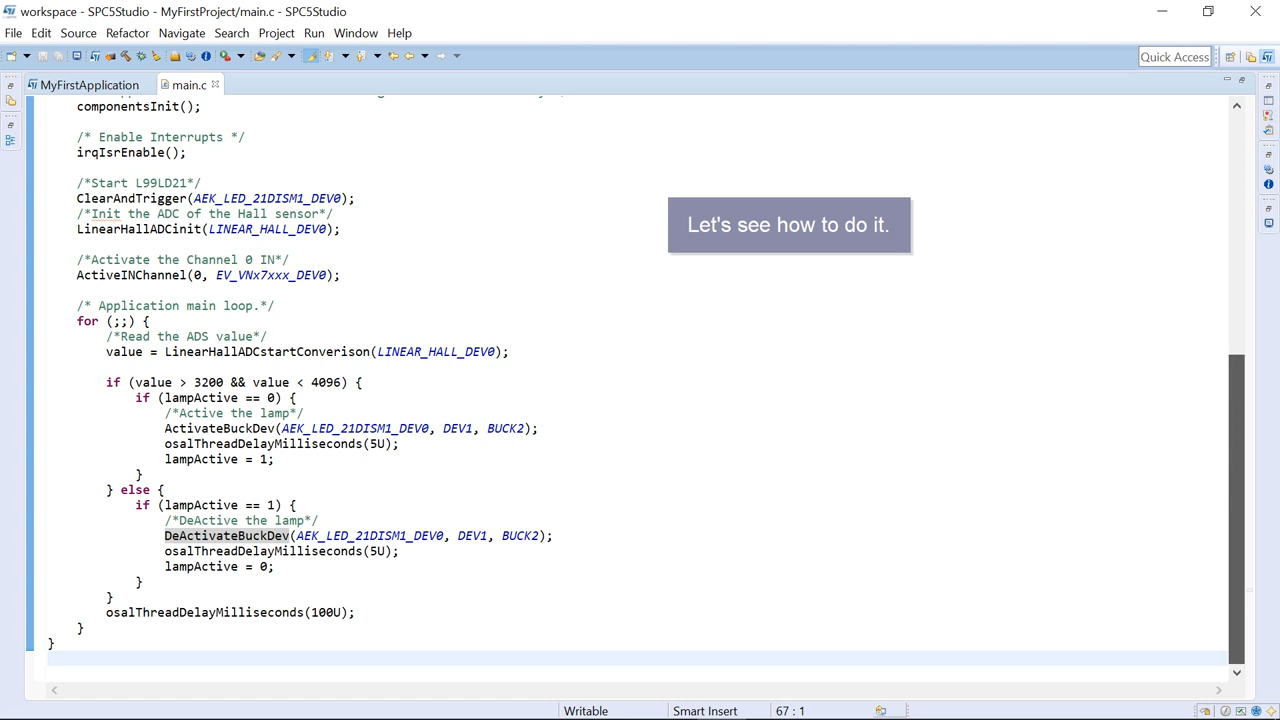 workspace - SPC5Studio - MyFirstProject/main.c - SPC5Studio
File Edit Source Refactor Navigate Search Project Run Window Help
Quick Access
MyFirstApplication main.c
componentsInit();
/* Enable Interrupts */
irqIsrEnable();
/*Start L99LD21*/
ClearAndTrigger(AEK_LED_21DISM1_DEV0);
/*Init the ADC of the Hall sensor*/
LinearHallADCinit(LINEAR_HALL_DEV0);
Let's see how to do it.
/*Activate the Channel 0 IN*/
ActiveINChannel(0, EV_VNx7xxx_DEV0);
/* Application main loop.*/
for (;;) {
/*Read the ADS value*/
value = LinearHallADCstartConverison(LINEAR_HALL_DEV0);
if (value > 3200 && value < 4096) {
if (lampActive == 0) {
/*Active the lamp*/
ActivateBuckDev(AEK_LED_21DISM1_DEV0, DEV1, BUCK2);
osalThreadDelayMilliseconds(5U);
lampActive = 1;
}
} else {
if (lampActive == 1) {
/*DeActive the lamp*/
DeActivateBuckDev(AEK_LED_21DISM1_DEV0, DEV1, BUCK2);
osalThreadDelayMilliseconds(5U);
lampActive = 0;
}
}
osalThreadDelayMilliseconds(100U);
}
}
Writable Smart Insert 67 : 1